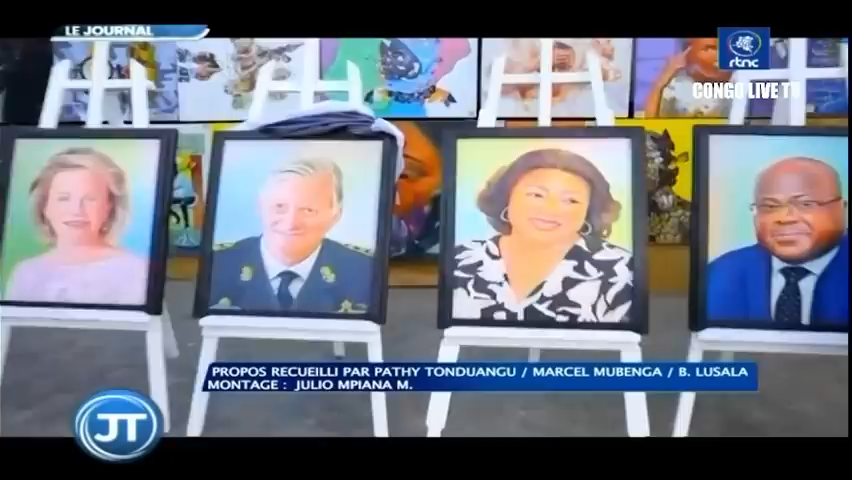 LE JOURNAL
rtnc
CONGO LIVE TV
PROPOS RECUEILLI PAR PATHY TONDUANGU / MARCEL MUBENGA / B. LUSALA
MONTAGE : JULIO MPIANA M.
JT